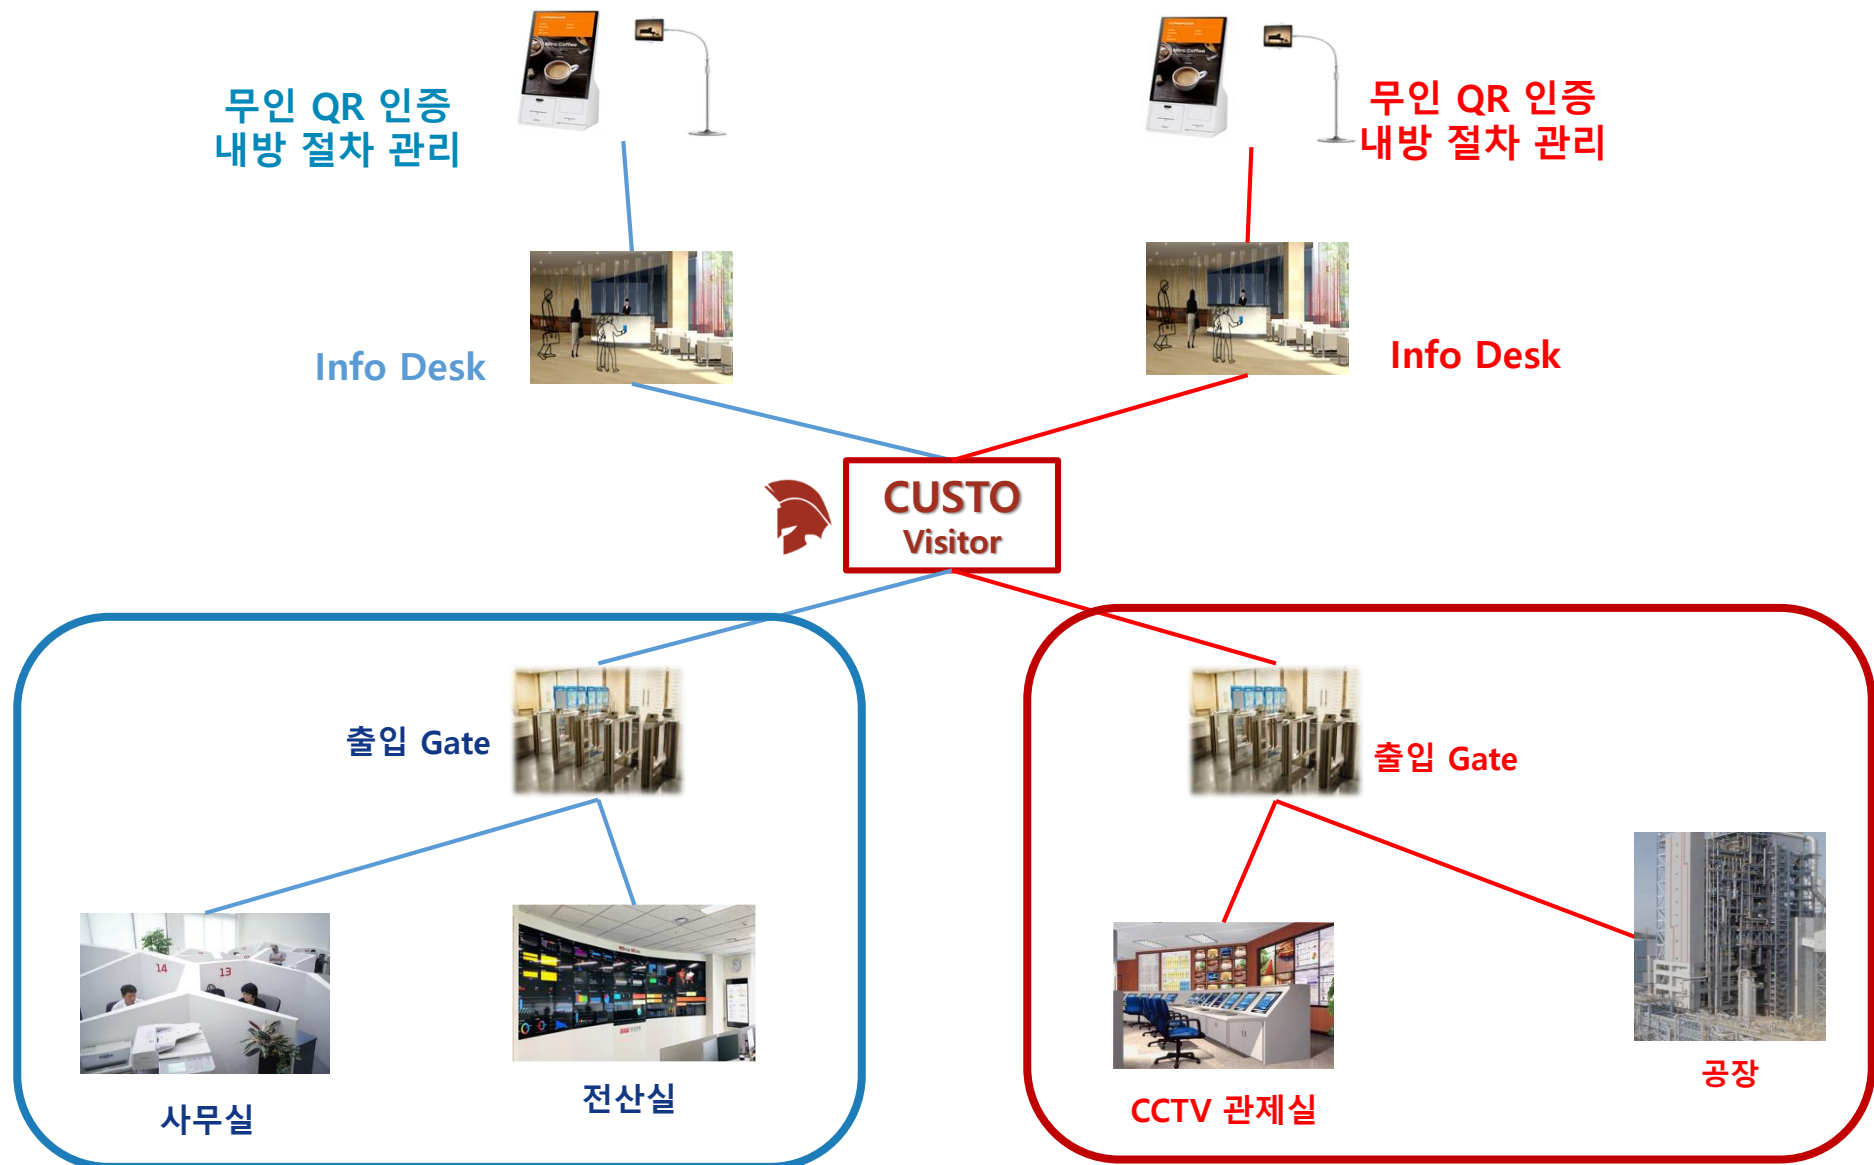 무인 QR 인증
내방 절차 관리
무인 QR 인증
내방 절차 관리
Info Desk
Info Desk
CUSTO
Visitor
출입 Gate
출입 Gate
14
13
사무실
전산실
CCTV 관제실
공장